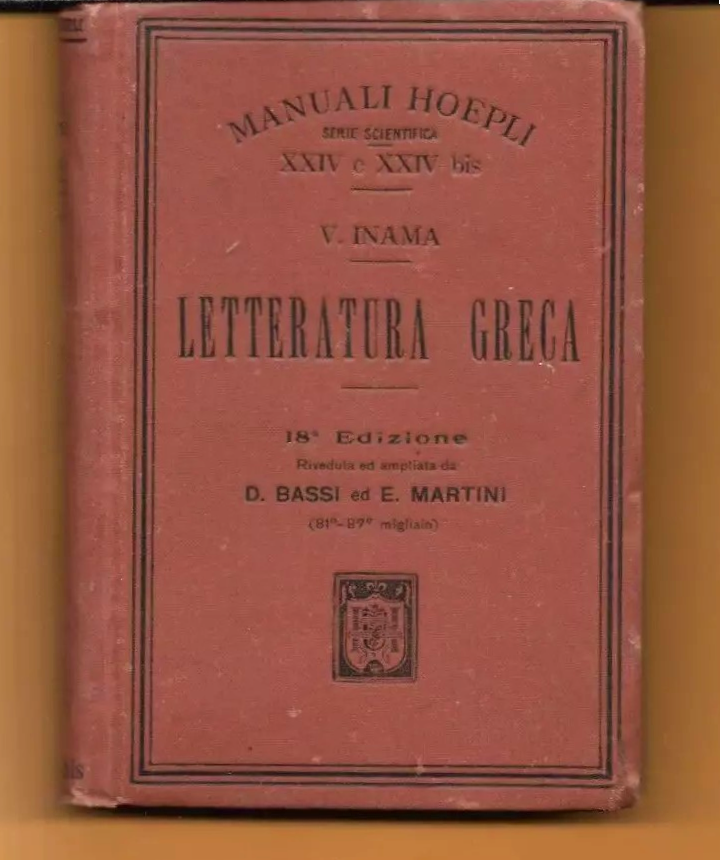 MANUALI HOEPLI
SERIE SCIENTIFICA
XXIV e XXIV bis
V. INAMA
LETTERATURA GRECA
18ª Edizione
Riveduta ed ampliata da
D. BASSI ed E. MARTINI
(81º-87º migliaio)
bis